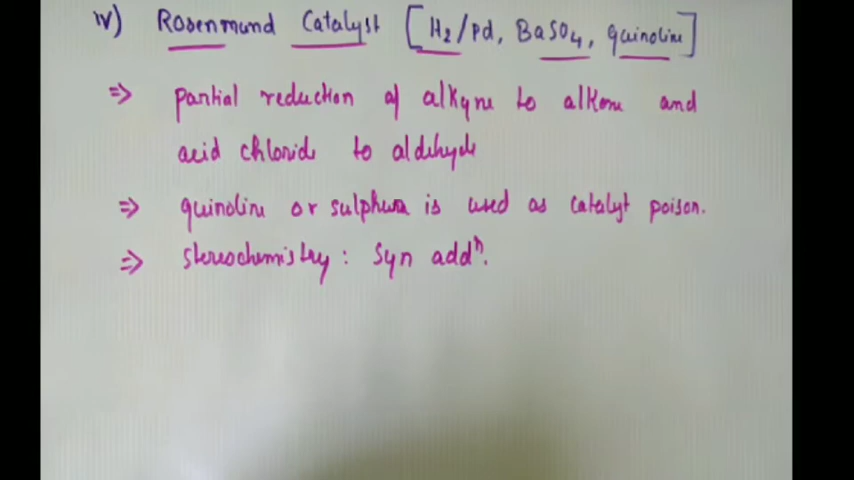 iv) Rosenmund Catalyst [H₂/Pd, BaSO₄, quinoline]
⇒ partial reduction of alkyne to alkene and
acid chloride to aldehyde
⇒ quinoline or sulphur is used as catalyt poison.
⇒ stereochemistry : Syn addⁿ.